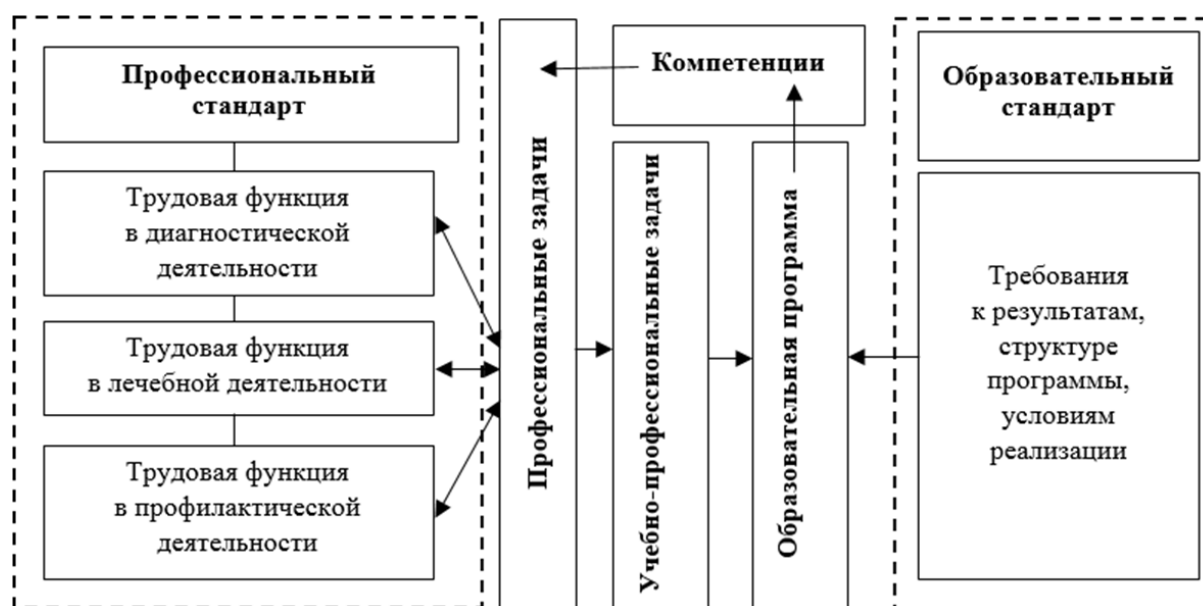 Профессиональный
стандарт
Трудовая функция
в диагностической
деятельности
Трудовая функция
в лечебной деятельности
Трудовая функция
в профилактической
деятельности
Профессиональные задачи
Компетенции
Учебно-профессиональные задачи
Образовательная программа
Образовательный
стандарт
Требования
к результатам,
структуре
программы,
условиям
реализации